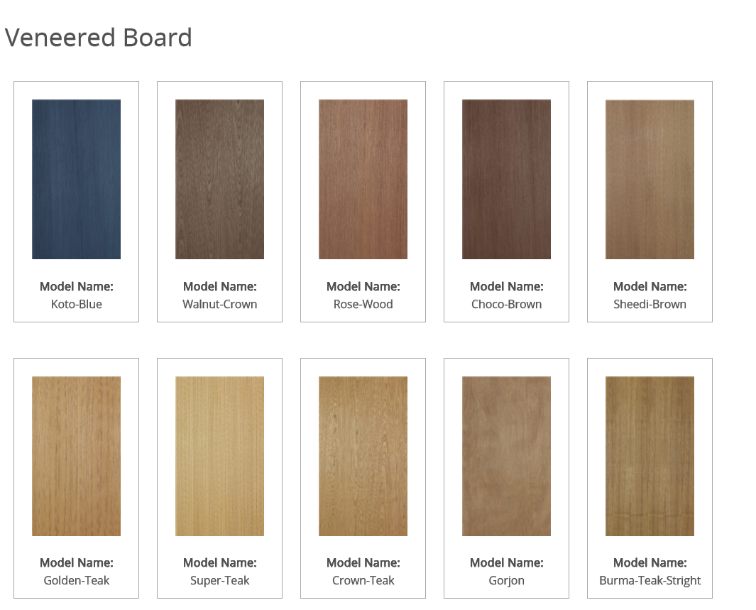 Veneered Board
Model Name:
Koto-Blue
Model Name:
Walnut-Crown
Model Name:
Rose-Wood
Model Name:
Choco-Brown
Model Name:
Sheedi-Brown
Model Name:
Golden-Teak
Model Name:
Super-Teak
Model Name:
Crown-Teak
Model Name:
Gorjon
Model Name:
Burma-Teak-Stright